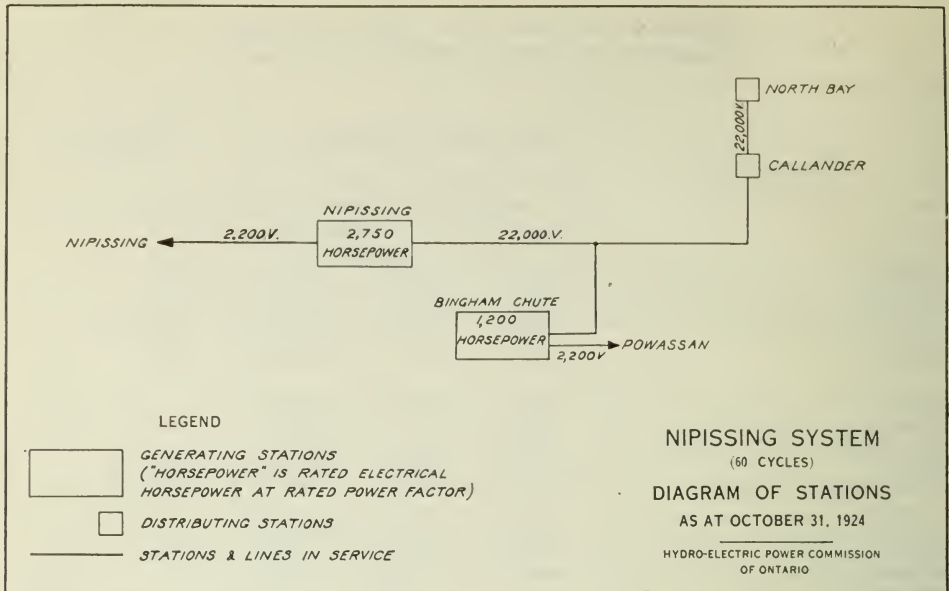 NORTH BAY
22,000V
CALLANDER
NIPISSING
NIPISSING
2,200V.
2,750
HORSEPOWER
22,000.V.
BINGHAM CHUTE
1,200
HORSEPOWER
2,200V
POWASSAN
LEGEND
GENERATING STATIONS
("HORSEPOWER" IS RATED ELECTRICAL
HORSEPOWER AT RATED POWER FACTOR)
DISTRIBUTING STATIONS
STATIONS & LINES IN SERVICE
NIPISSING SYSTEM
(60 CYCLES)
DIAGRAM OF STATIONS
AS AT OCTOBER 31, 1924
HYDRO-ELECTRIC POWER COMMISSION
OF ONTARIO